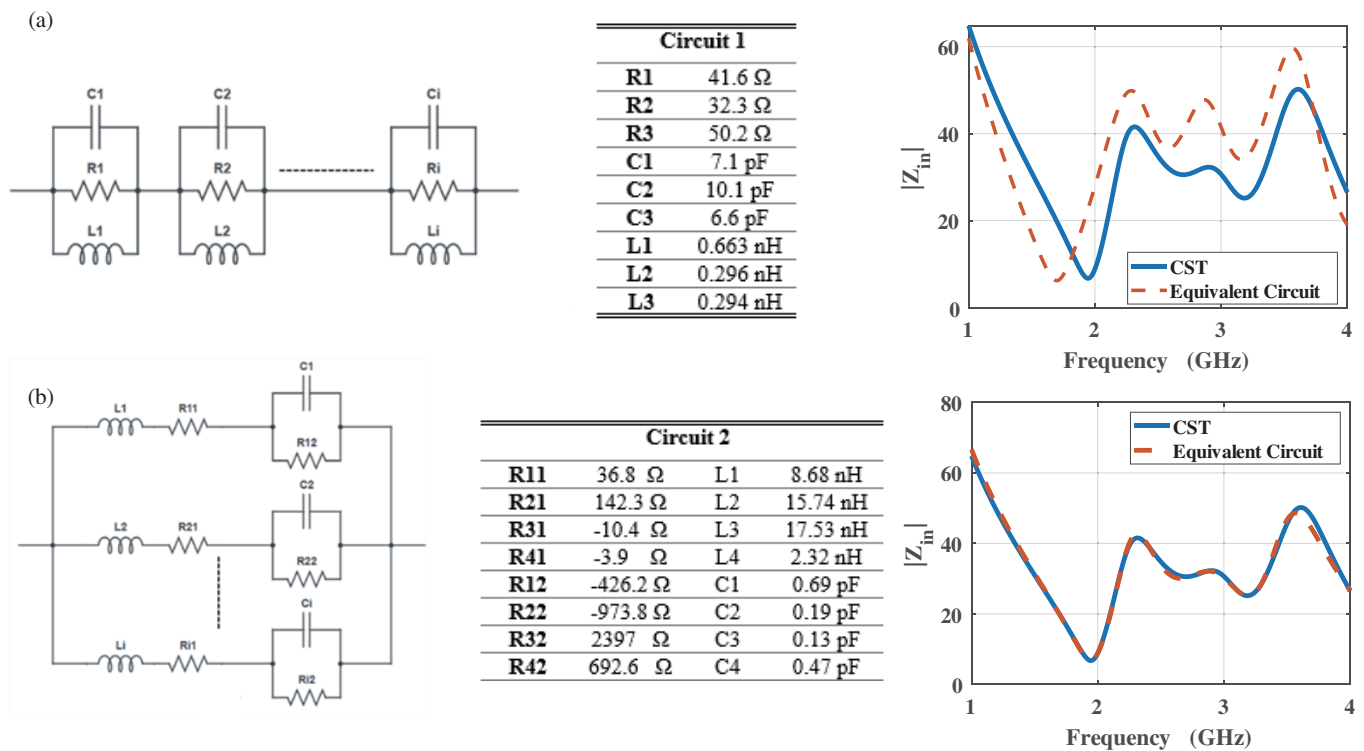 (a)
C1
R1
L1
C2
R2
L2
Ci
Ri
Li
Circuit 1
R1 41.6 Ω
R2 32.3 Ω
R3 50.2 Ω
C1 7.1 pF
C2 10.1 pF
C3 6.6 pF
L1 0.663 nH
L2 0.296 nH
L3 0.294 nH
60
40
20
0
|Z_in|
CST
Equivalent Circuit
1 2 3 4
Frequency (GHz)
(b)
L1 R11 C1
R12
L2 R21 C2
R22
Li Ri1 Ci
Ri2
Circuit 2
R11 36.8 Ω L1 8.68 nH
R21 142.3 Ω L2 15.74 nH
R31 -10.4 Ω L3 17.53 nH
R41 -3.9 Ω L4 2.32 nH
R12 -426.2 Ω C1 0.69 pF
R22 -973.8 Ω C2 0.19 pF
R32 2397 Ω C3 0.13 pF
R42 692.6 Ω C4 0.47 pF
80
60
40
20
0
|Z_in|
CST
Equivalent Circuit
1 2 3 4
Frequency (GHz)